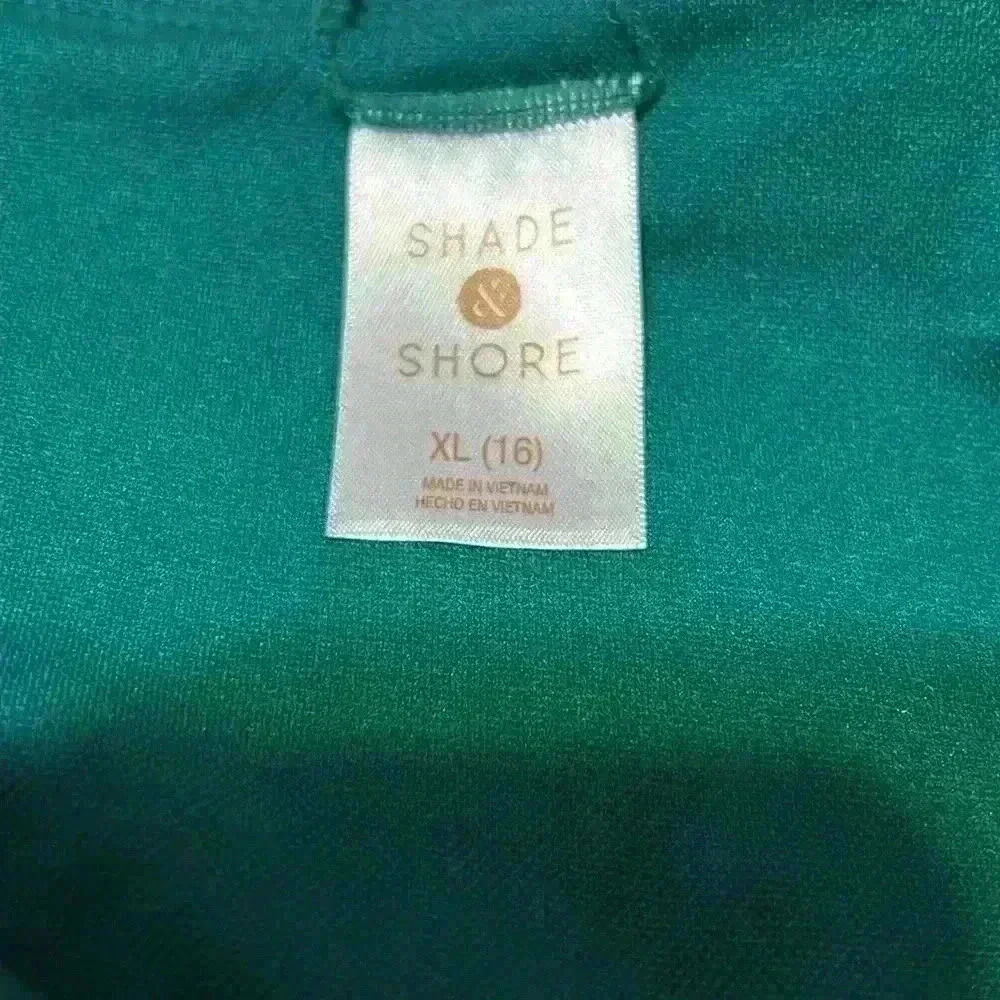 SHADE
&
SHORE
XL (16)
MADE IN VIETNAM
HECHO EN VIETNAM